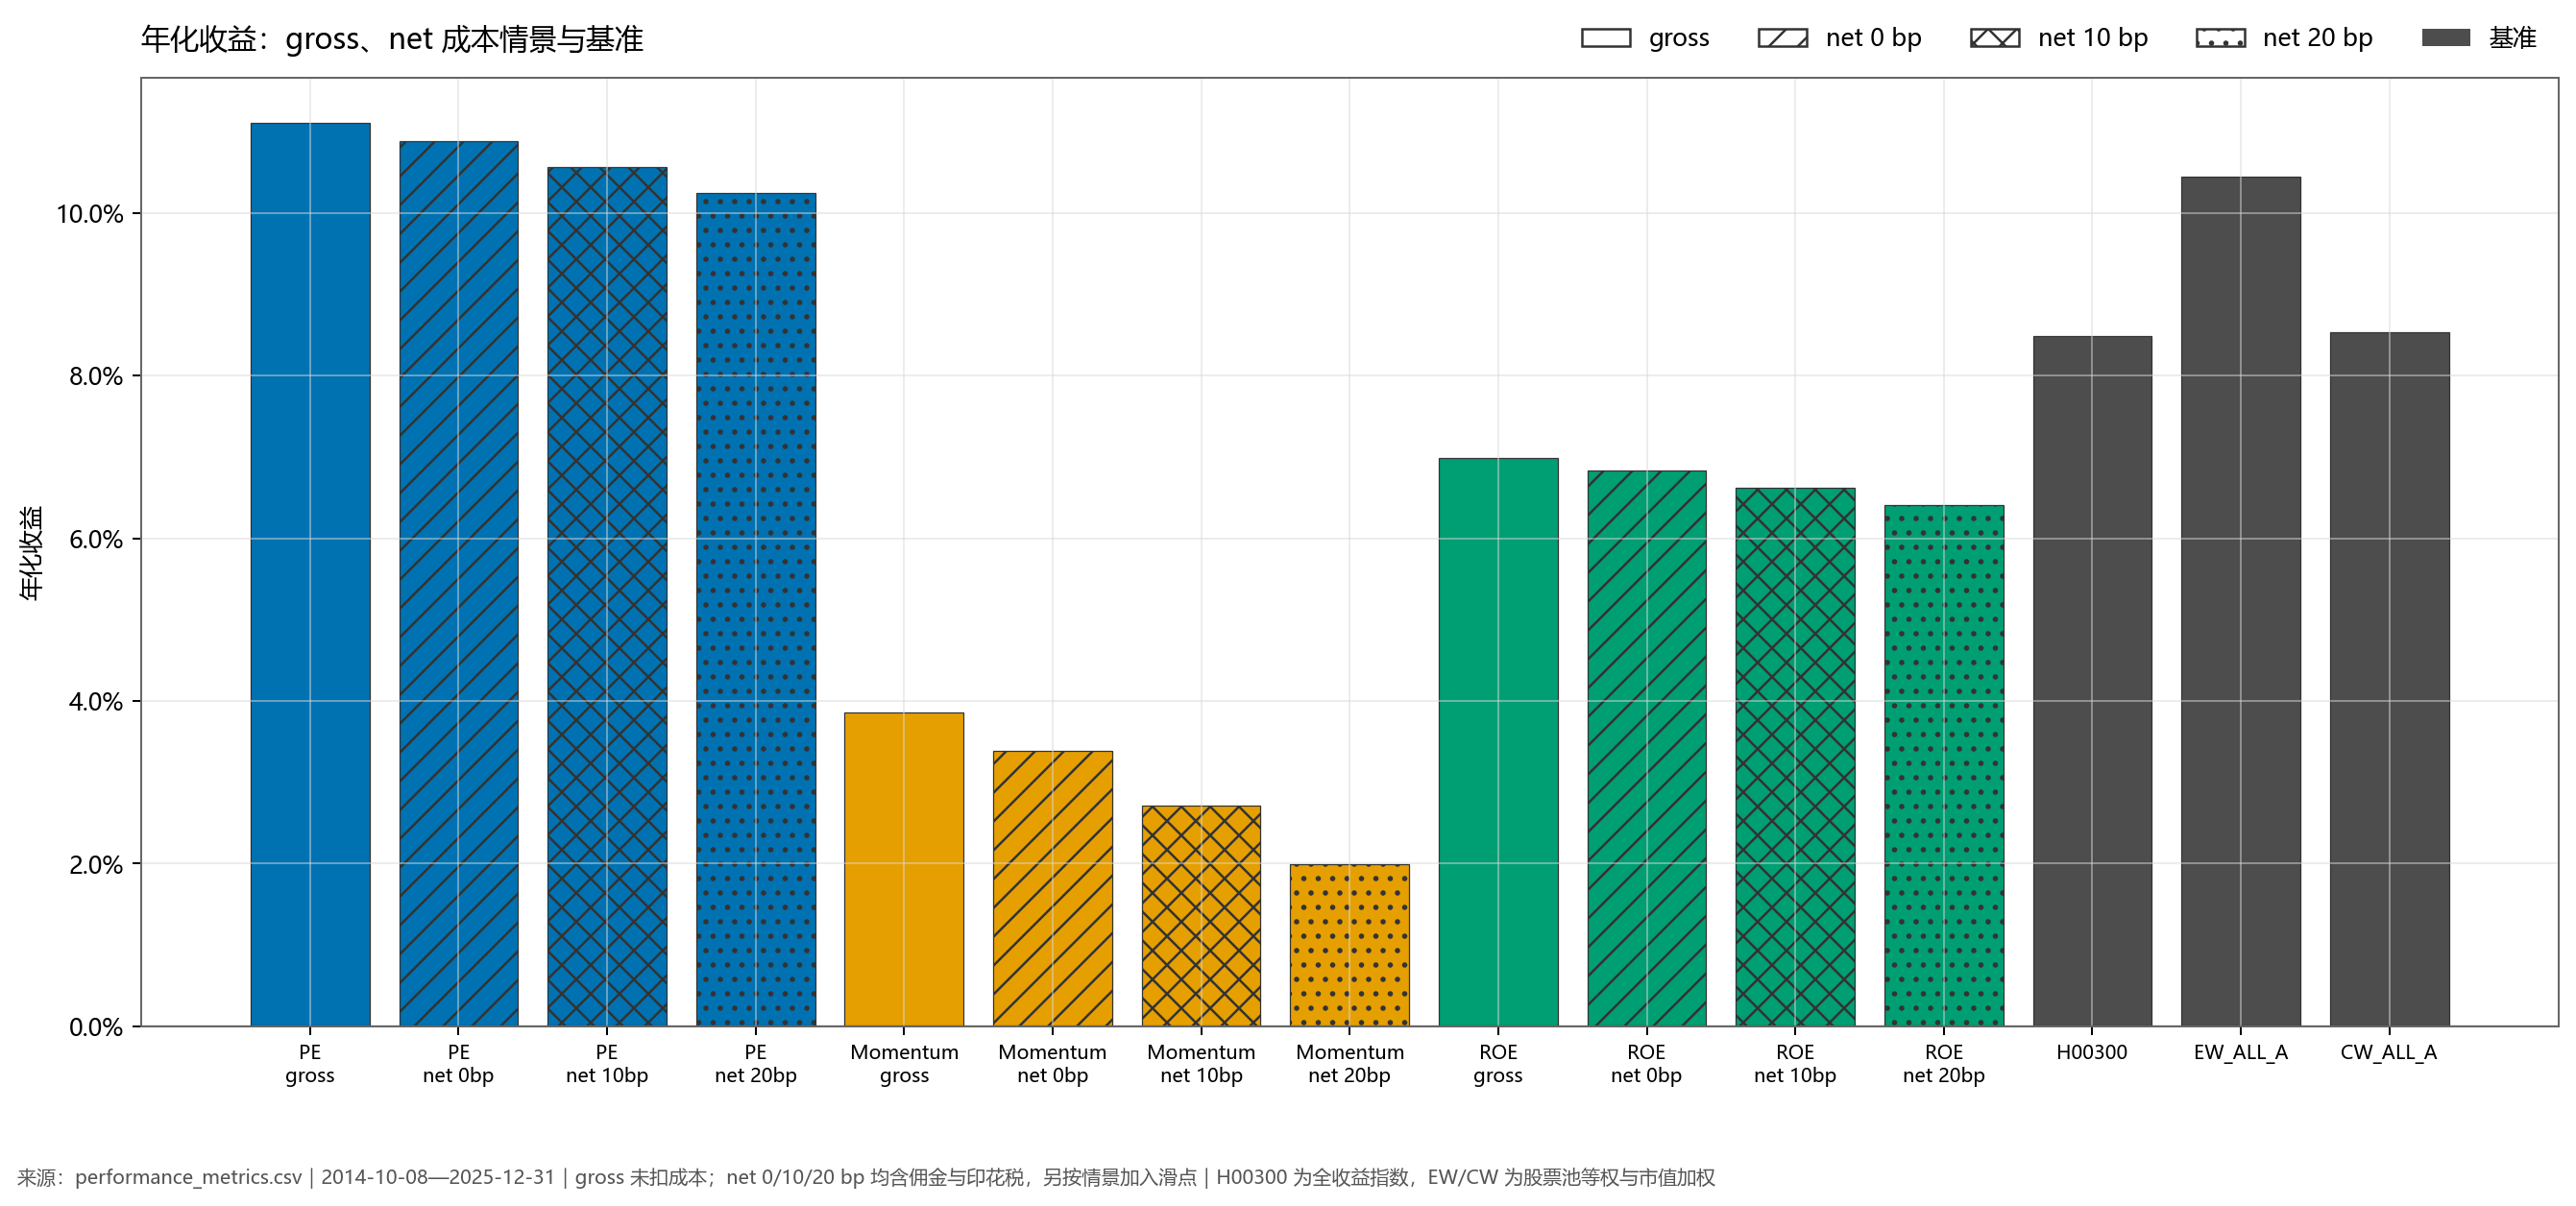 年化收益：gross、net 成本情景与基准
gross
net 0 bp
net 10 bp
net 20 bp
基准
年化收益
10.0%
8.0%
6.0%
4.0%
2.0%
0.0%
PE
gross
PE
net 0bp
PE
net 10bp
PE
net 20bp
Momentum
gross
Momentum
net 0bp
Momentum
net 10bp
Momentum
net 20bp
ROE
gross
ROE
net 0bp
ROE
net 10bp
ROE
net 20bp
H00300
EW_ALL_A
CW_ALL_A
来源：performance_metrics.csv | 2014-10-08—2025-12-31 | gross 未扣成本；net 0/10/20 bp 均含佣金与印花税，另按情景加入滑点 | H00300 为全收益指数，EW/CW 为股票池等权与市值加权